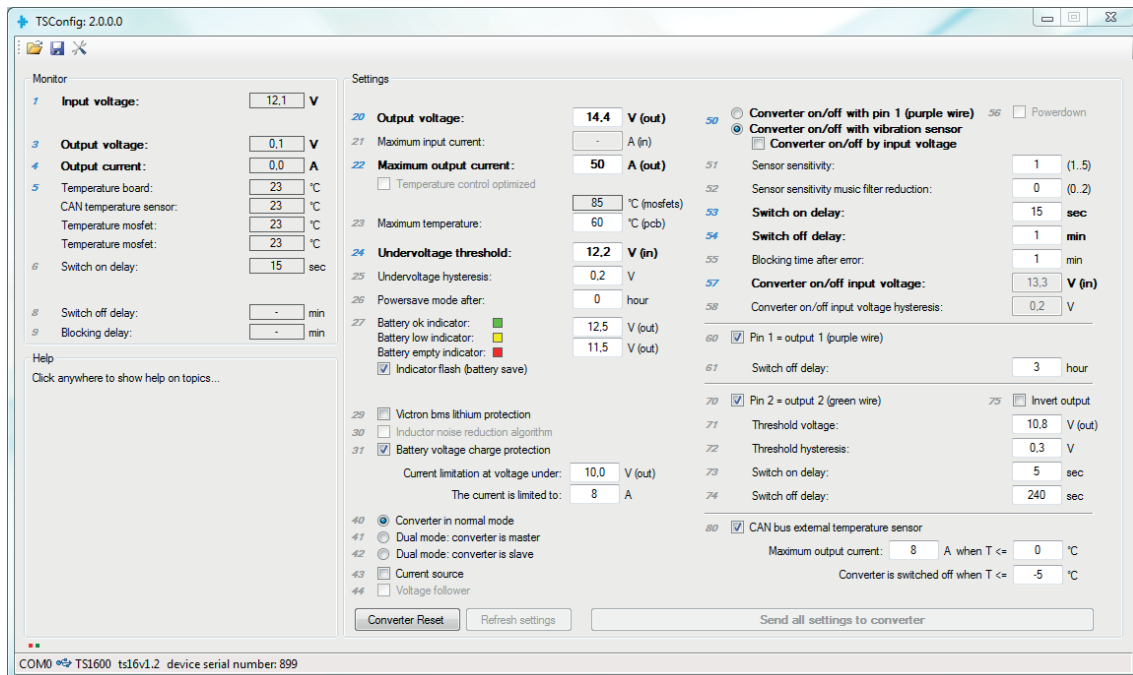 TSConfig: 2.0.0.0
Monitor
1 Input voltage: 12,1 V
3 Output voltage: 0,1 V
4 Output current: 0,0 A
5 Temperature board: 23 °C
CAN temperature sensor: 23 °C
Temperature mosfet: 23 °C
Temperature mosfet: 23 °C
6 Switch on delay: 15 sec
8 Switch off delay: - min
9 Blocking delay: - min
Help
Click anywhere to show help on topics...
Settings
20 Output voltage: 14,4 V (out)
21 Maximum input current: - A (in)
22 Maximum output current: 50 A (out)
Temperature control optimized
85 °C (mosfets)
23 Maximum temperature: 60 °C (pcb)
24 Undervoltage threshold: 12,2 V (in)
25 Undervoltage hysteresis: 0,2 V
26 Powersave mode after: 0 hour
27 Battery ok indicator: 12,5 V (out)
Battery low indicator:
Battery empty indicator: 11,5 V (out)
Indicator flash (battery save)
29 Victron bms lithium protection
30 Inductor noise reduction algorithm
31 Battery voltage charge protection
Current limitation at voltage under: 10,0 V (out)
The current is limited to: 8 A
40 Converter in normal mode
41 Dual mode: converter is master
42 Dual mode: converter is slave
43 Current source
44 Voltage follower
50 Converter on/off with pin 1 (purple wire) 56 Powerdown
Converter on/off with vibration sensor
Converter on/off by input voltage
51 Sensor sensitivity: 1 (1..5)
52 Sensor sensitivity music filter reduction: 0 (0..2)
53 Switch on delay: 15 sec
54 Switch off delay: 1 min
55 Blocking time after error: 1 min
57 Converter on/off input voltage: 13,3 V (in)
58 Converter on/off input voltage hysteresis: 0,2 V
60 Pin 1 = output 1 (purple wire)
61 Switch off delay: 3 hour
70 Pin 2 = output 2 (green wire) 75 Invert output
71 Threshold voltage: 10,8 V (out)
72 Threshold hysteresis: 0,3 V
73 Switch on delay: 5 sec
74 Switch off delay: 240 sec
80 CAN bus external temperature sensor
Maximum output current: 8 A when T <= 0 °C
Converter is switched off when T <= -5 °C
Converter Reset Refresh settings Send all settings to converter
COM0 TS1600 ts16v1.2 device serial number: 899